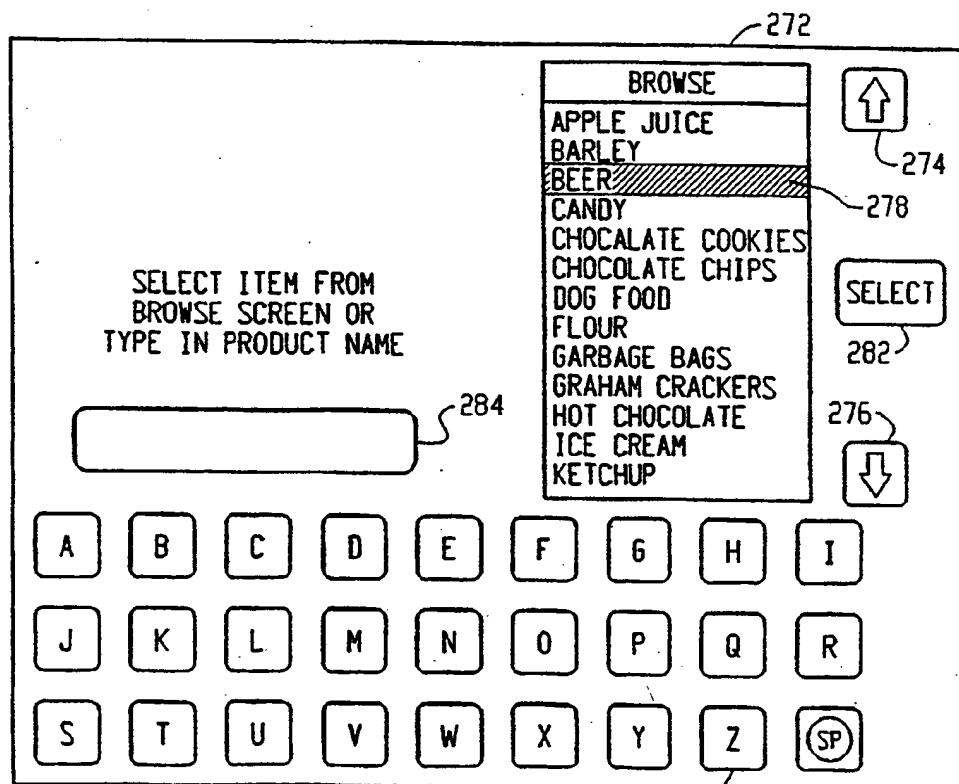 272
BROWSE
APPLE JUICE
BARLEY
BEER
CANDY
CHOCALATE COOKIES
CHOCOLATE CHIPS
DOG FOOD
FLOUR
GARBAGE BAGS
GRAHAM CRACKERS
HOT CHOCOLATE
ICE CREAM
KETCHUP
274
278
SELECT
282
276
SELECT ITEM FROM
BROWSE SCREEN OR
TYPE IN PRODUCT NAME
284
A B C D E F G H I
J K L M N O P Q R
S T U V W X Y Z SP